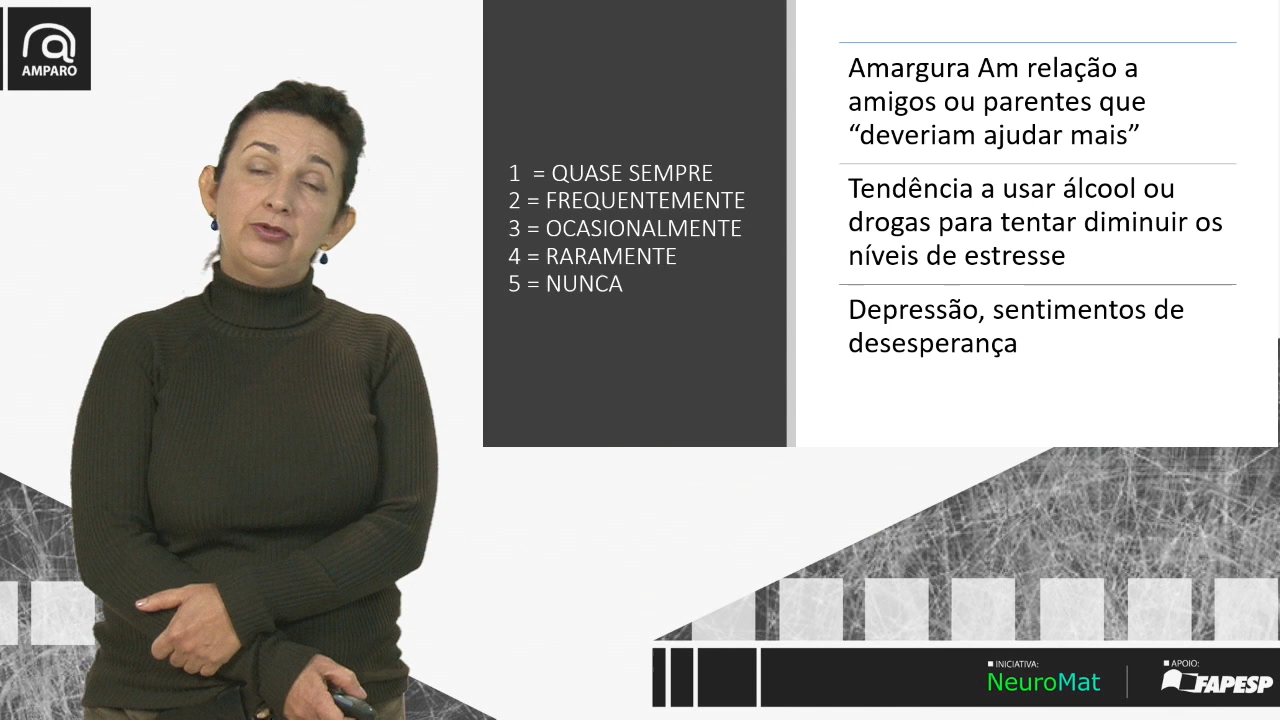 AMPARO
1 = QUASE SEMPRE
2 = FREQUENTEMENTE
3 = OCASIONALMENTE
4 = RARAMENTE
5 = NUNCA
Amargura Am relação a
amigos ou parentes que
“deveriam ajudar mais”
Tendência a usar álcool ou
drogas para tentar diminuir os
níveis de estresse
Depressão, sentimentos de
desesperança
INICIATIVA:
NeuroMat
APOIO:
FAPESP